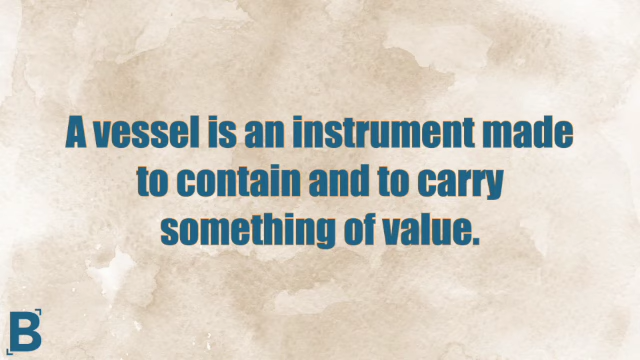 A vessel is an instrument made
to contain and to carry
something of value.
B